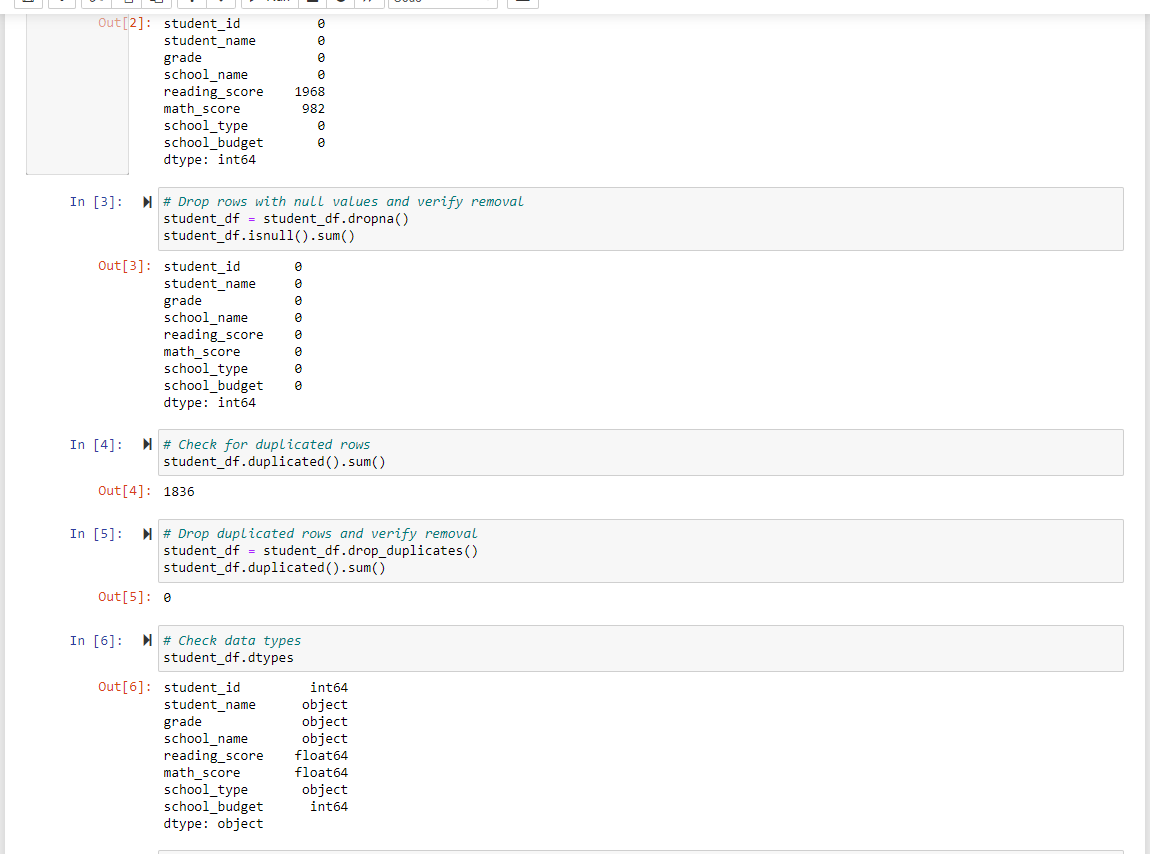 Out[2]: student_id 0
student_name 0
grade 0
school_name 0
reading_score 1968
math_score 982
school_type 0
school_budget 0
dtype: int64
In [3]: # Drop rows with null values and verify removal
student_df = student_df.dropna()
student_df.isnull().sum()
Out[3]: student_id 0
student_name 0
grade 0
school_name 0
reading_score 0
math_score 0
school_type 0
school_budget 0
dtype: int64
In [4]: # Check for duplicated rows
student_df.duplicated().sum()
Out[4]: 1836
In [5]: # Drop duplicated rows and verify removal
student_df = student_df.drop_duplicates()
student_df.duplicated().sum()
Out[5]: 0
In [6]: # Check data types
student_df.dtypes
Out[6]: student_id int64
student_name object
grade object
school_name object
reading_score float64
math_score float64
school_type object
school_budget int64
dtype: object